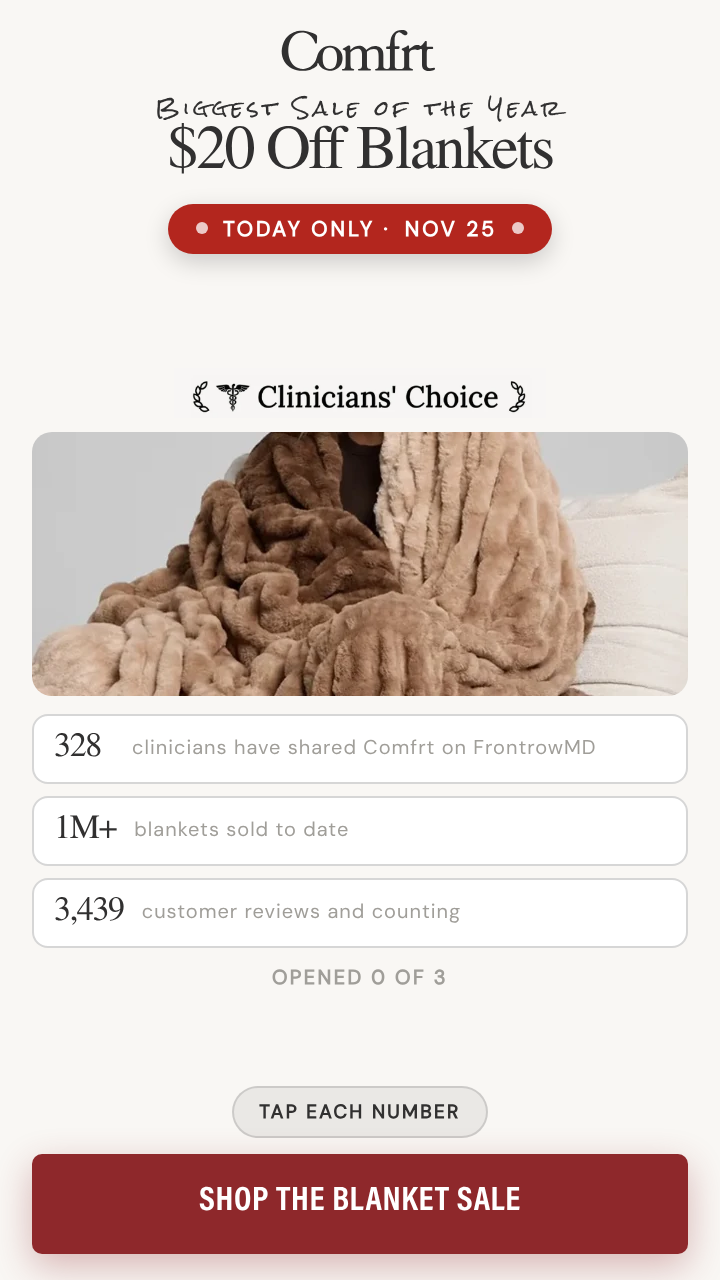 Comfrt
Biggest Sale of the Year
$20 Off Blankets
TODAY ONLY · NOV 25
Clinicians' Choice
328 clinicians have shared Comfrt on FrontrowMD
1M+ blankets sold to date
3,439 customer reviews and counting
OPENED 0 OF 3
TAP EACH NUMBER
SHOP THE BLANKET SALE